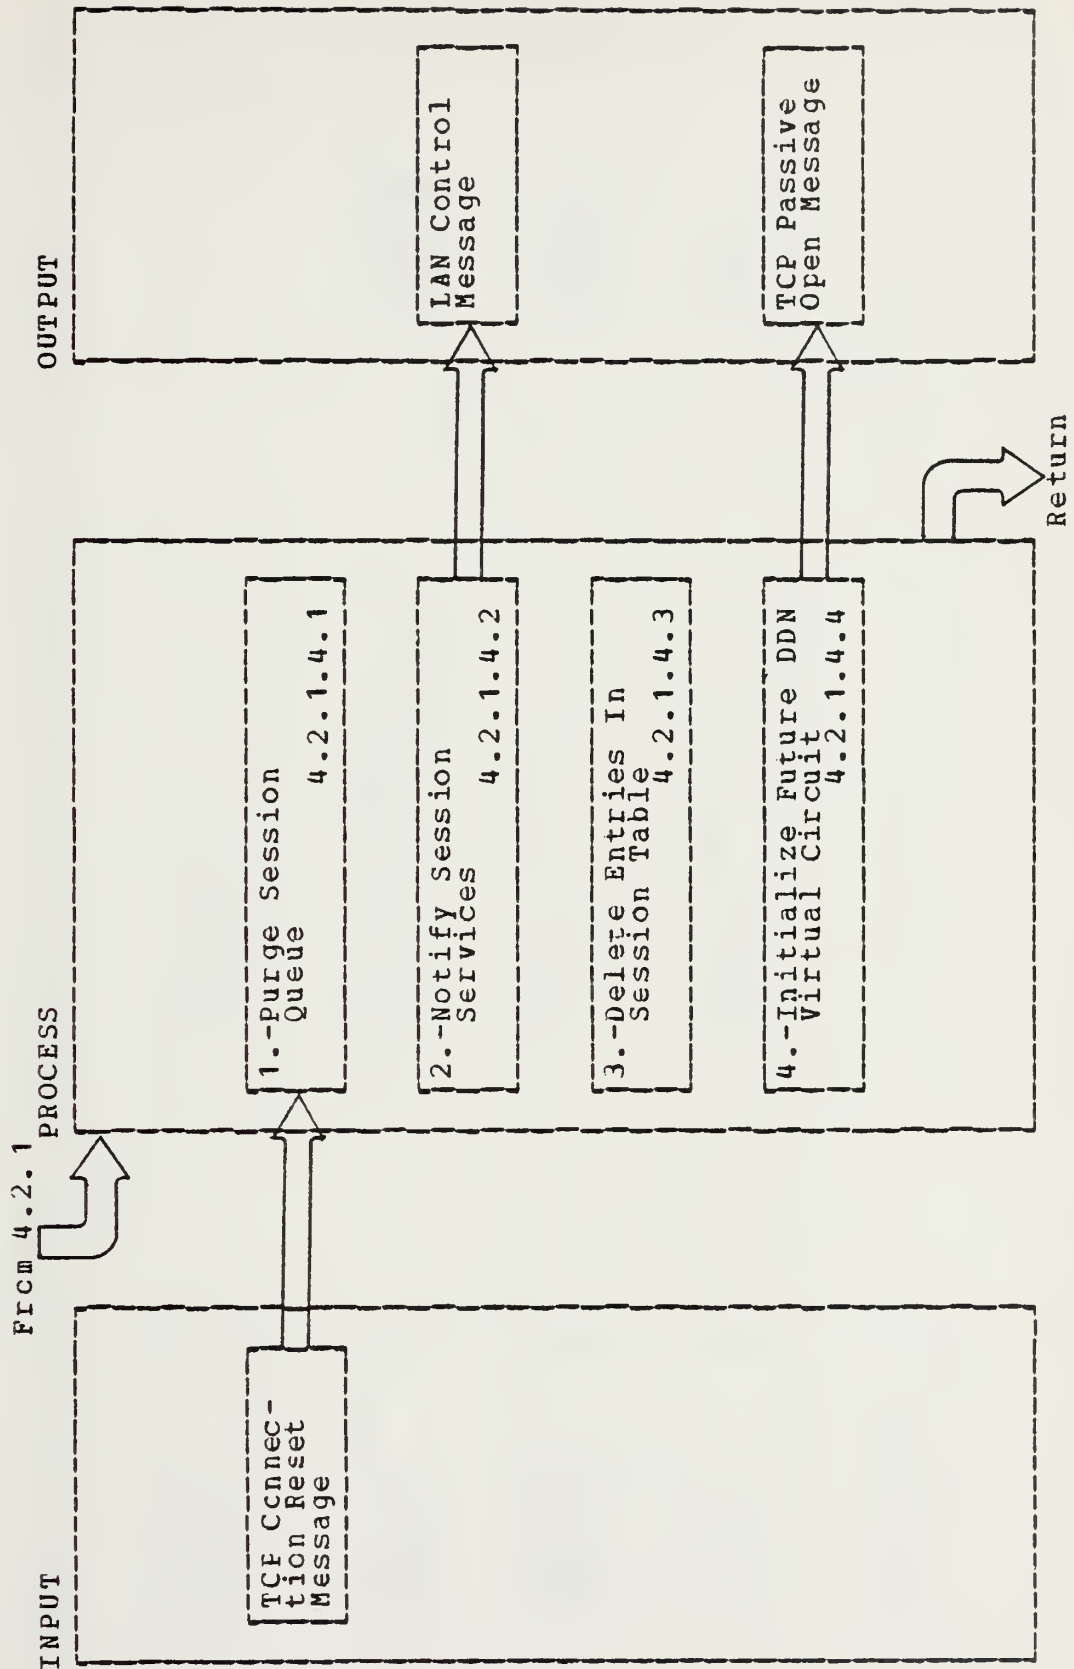 From 4.2.1
INPUT
PROCESS
OUTPUT
TCP Connec-
tion Reset
Message
1.-Purge Session
Queue
4.2.1.4.1
2.-Notify Session
Services
4.2.1.4.2
3.-Delete Entries In
Session Table
4.2.1.4.3
4.-Initialize Future DDN
Virtual Circuit
4.2.1.4.4
LAN Control
Message
TCP Passive
Open Message
Return